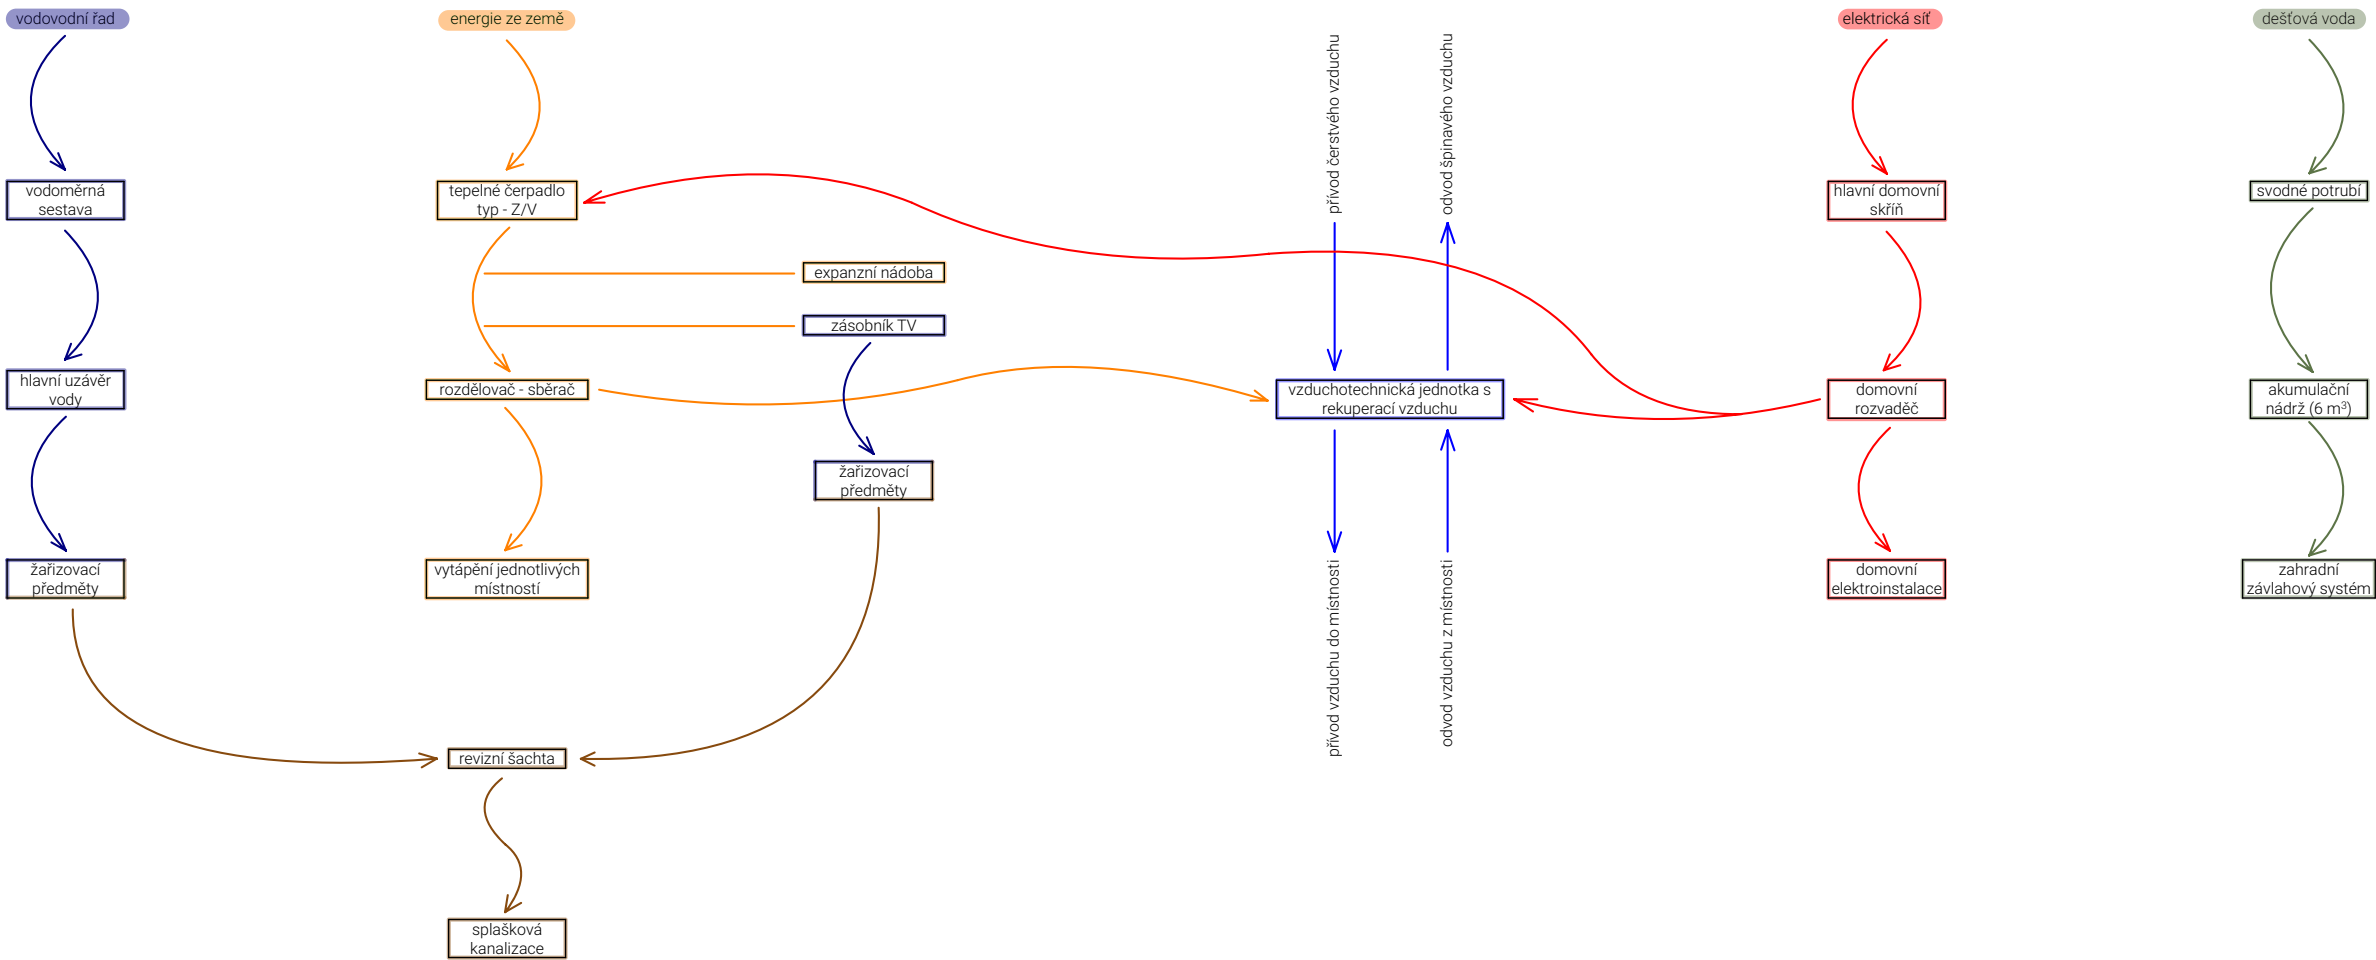 vodovodní řad
energie ze země
elektrická síť
dešťová voda
přívod čerstvého vzduchu
odvod špinavého vzduchu
vodoměrná
sestava
tepelné čerpadlo
typ - Z/V
hlavní domovní
skříň
svodné potrubí
expanzní nádoba
zásobník TV
hlavní uzávěr
vody
rozdělovač - sběrač
vzduchotechnická jednotka s
rekuperací vzduchu
domovní
rozvaděč
akumulační
nádrž (6 m³)
žařizovací
předměty
žařizovací
předměty
vytápění jednotlivých
místností
přívod vzduchu do místnosti
odvod vzduchu z místnosti
domovní
elektroinstalace
zahradní
závlahový systém
revizní šachta
splašková
kanalizace